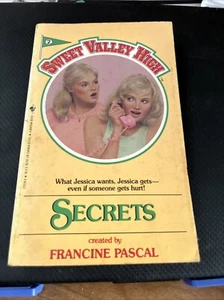 2
SWEET VALLEY HIGH
What Jessica wants, Jessica gets—
even if someone gets hurt!
SECRETS
created by
FRANCINE PASCAL